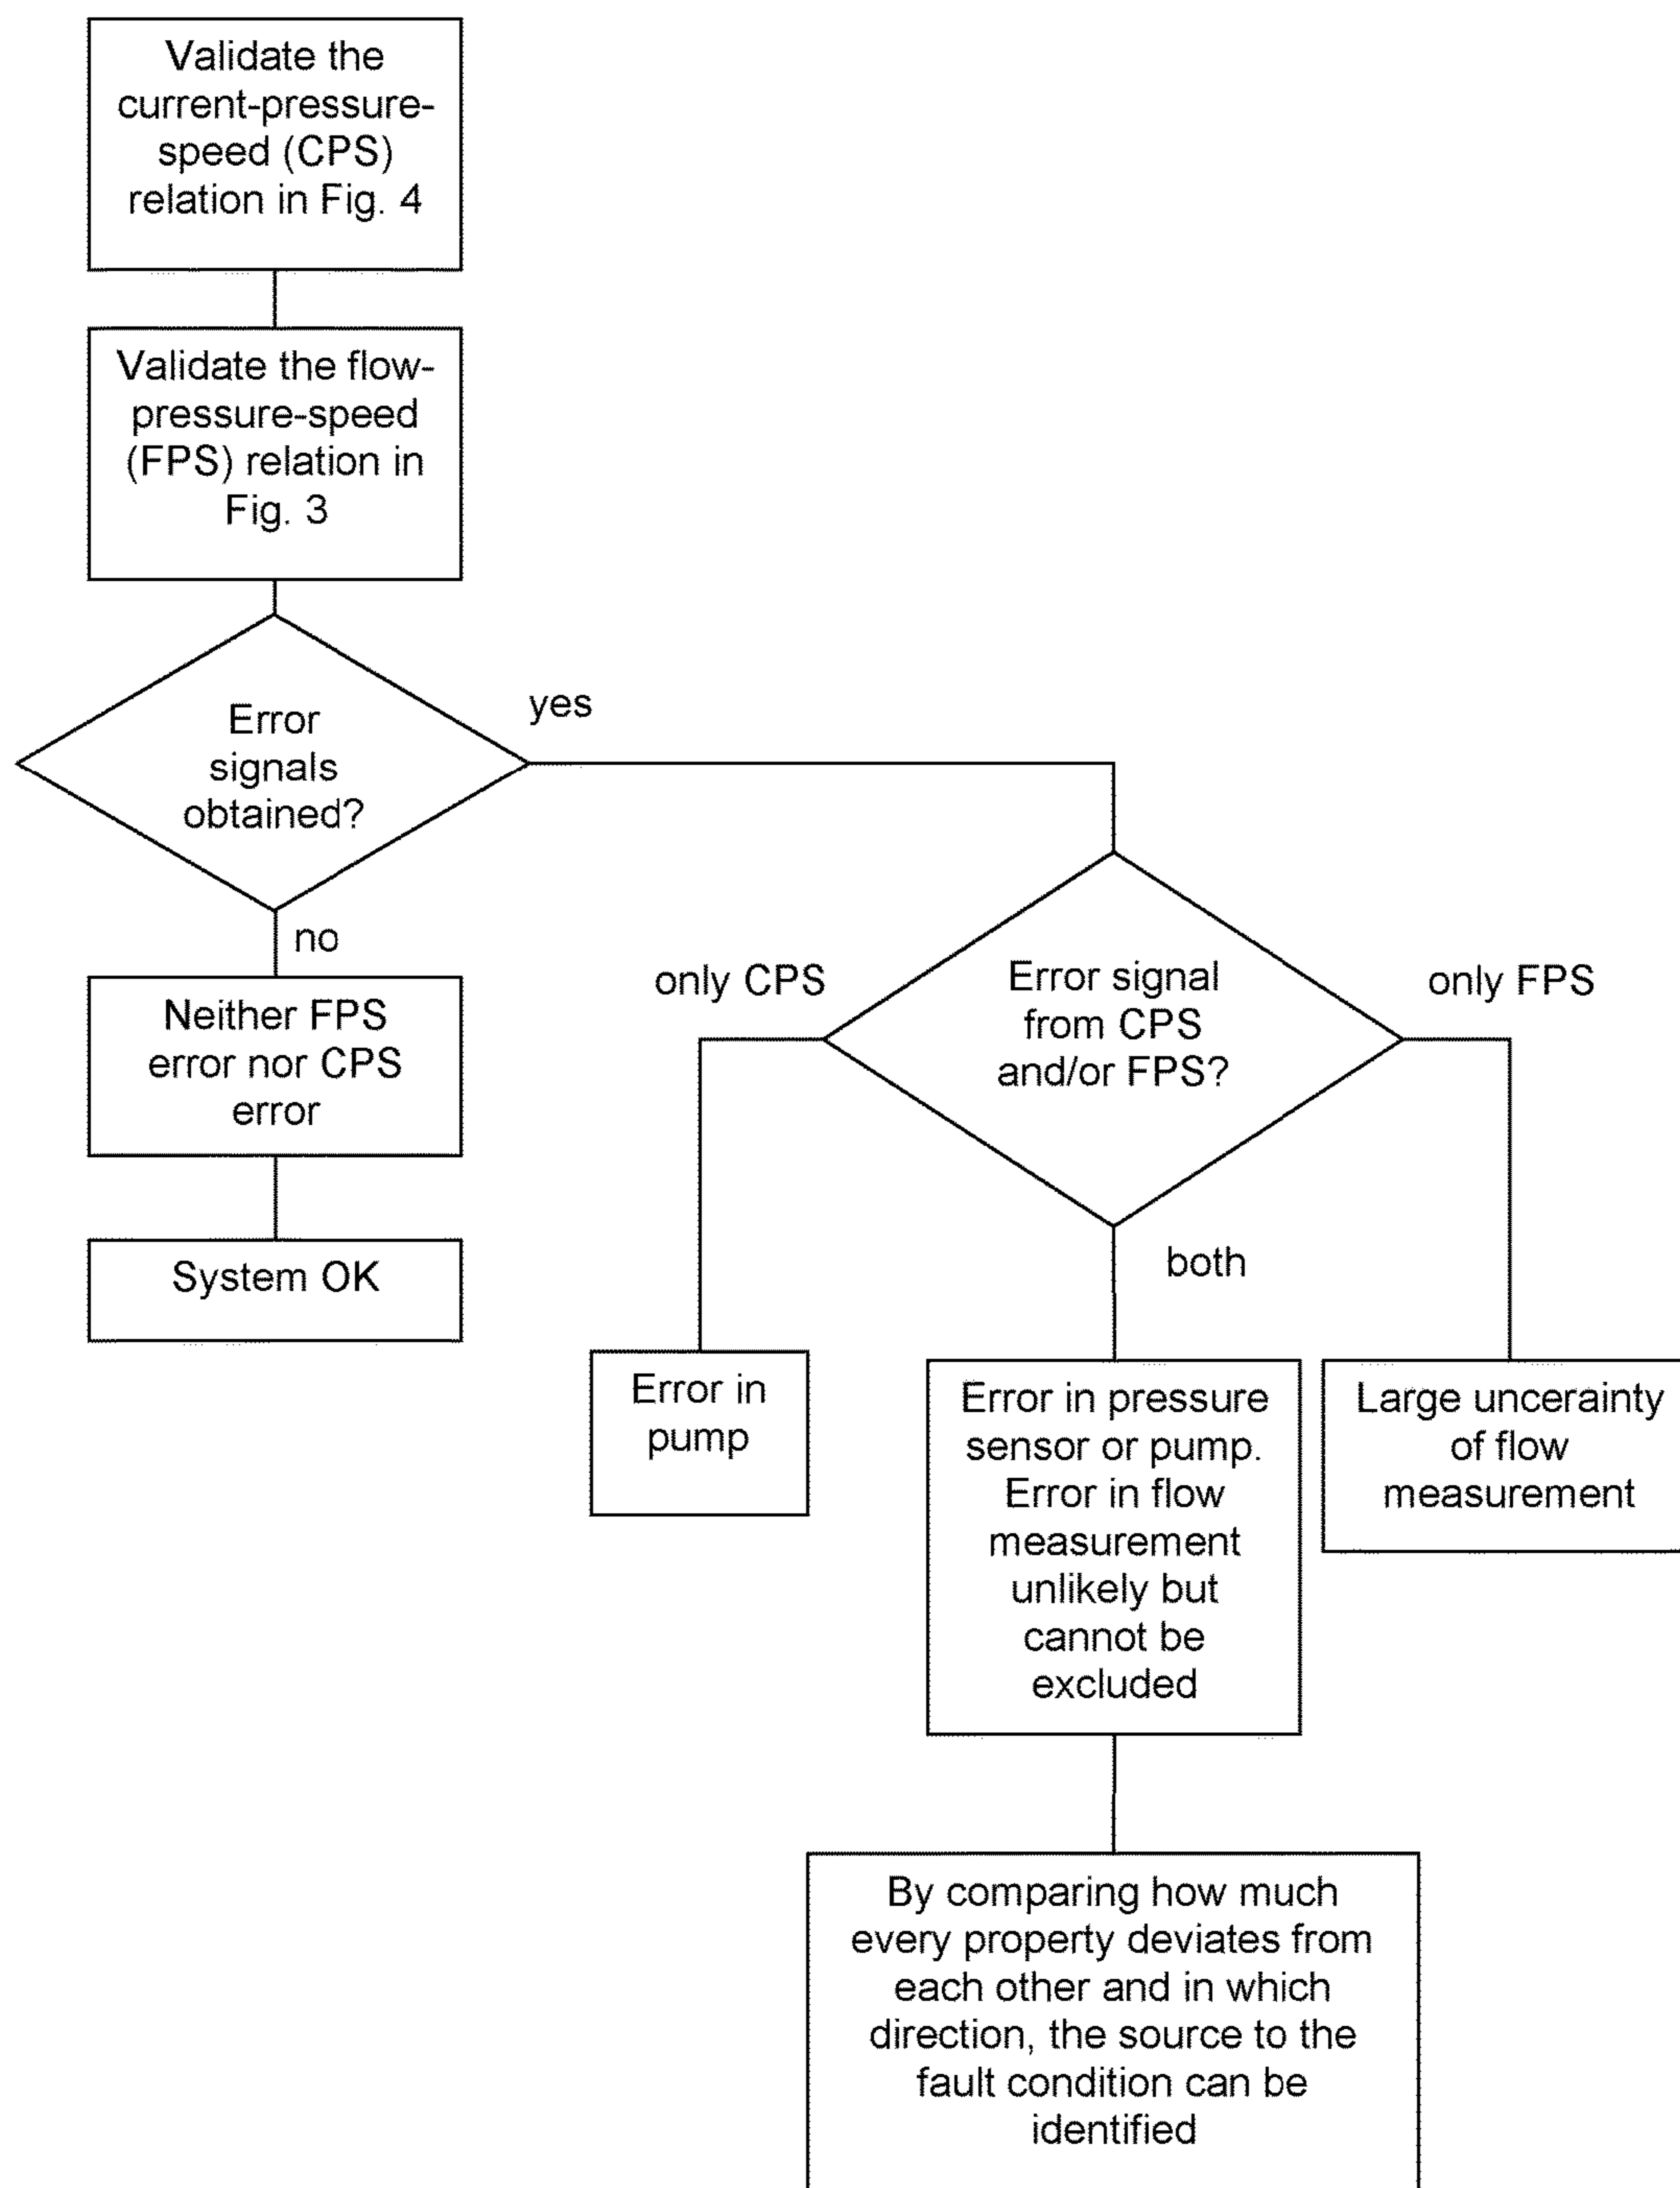 Validate the
current-pressure-
speed (CPS)
relation in Fig. 4
Validate the flow-
pressure-speed
(FPS) relation in
Fig. 3
Error
signals
obtained?
yes
no
Neither FPS
error nor CPS
error
System OK
Error signal
from CPS
and/or FPS?
only CPS
only FPS
both
Error in
pump
Error in pressure
sensor or pump.
Error in flow
measurement
unlikely but
cannot be
excluded
Large uncerainty
of flow
measurement
By comparing how much
every property deviates from
each other and in which
direction, the source to the
fault condition can be
identified